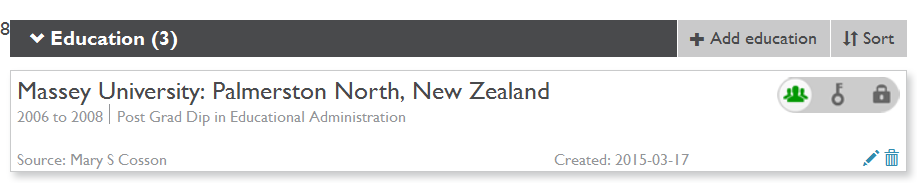 8
Education (3)
Add education
Sort
Massey University: Palmerston North, New Zealand
2006 to 2008 | Post Grad Dip in Educational Administration
Source: Mary S Cosson
Created: 2015-03-17